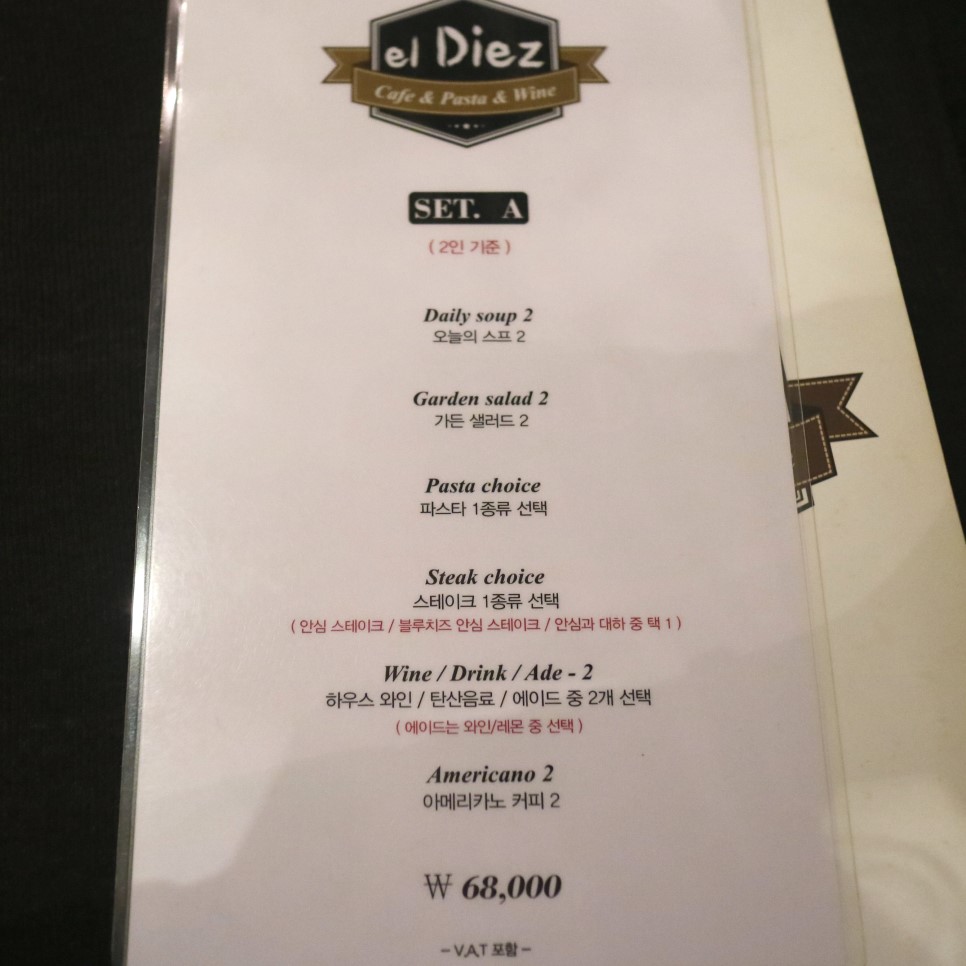 el Diez
Cafe & Pasta & Wine
SET. A
( 2인 기준 )
Daily soup 2
오늘의 스프 2
Garden salad 2
가든 샐러드 2
Pasta choice
파스타 1종류 선택
Steak choice
스테이크 1종류 선택
( 안심 스테이크 / 블루치즈 안심 스테이크 / 안심과 대하 중 택 1 )
Wine / Drink / Ade - 2
하우스 와인 / 탄산음료 / 에이드 중 2개 선택
( 에이드는 와인/레몬 중 선택 )
Americano 2
아메리카노 커피 2
₩ 68,000
– V.A.T 포함 –